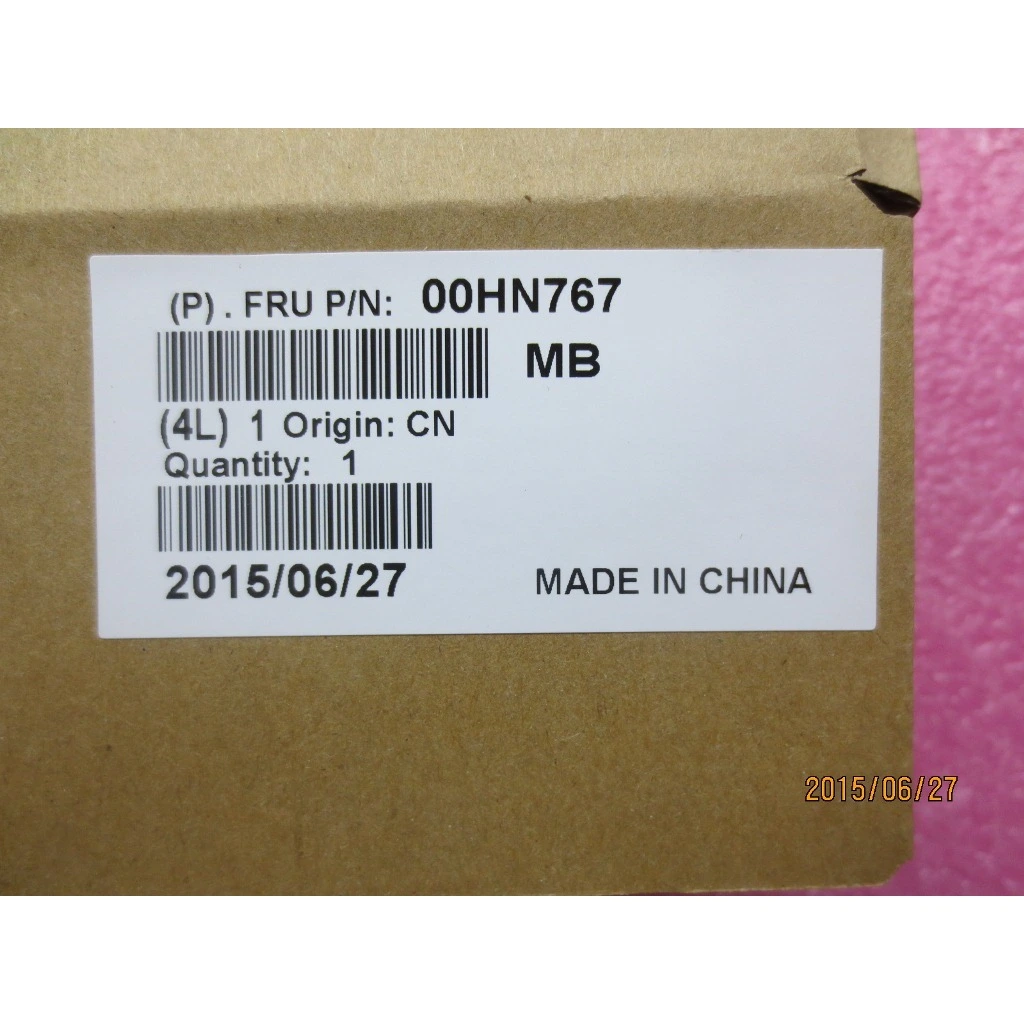 (P) . FRU P/N: 00HN767
MB
(4L) 1 Origin: CN
Quantity: 1
2015/06/27
MADE IN CHINA
2015/06/27